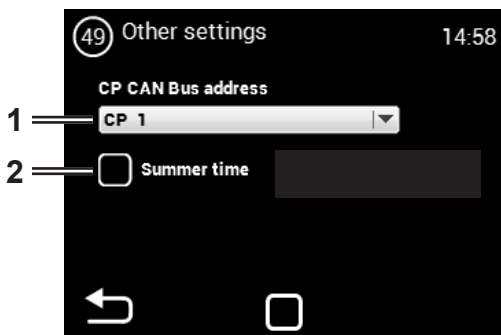 49 Other settings 14:58
CP CAN Bus address
1 CP 1
2 Summer time